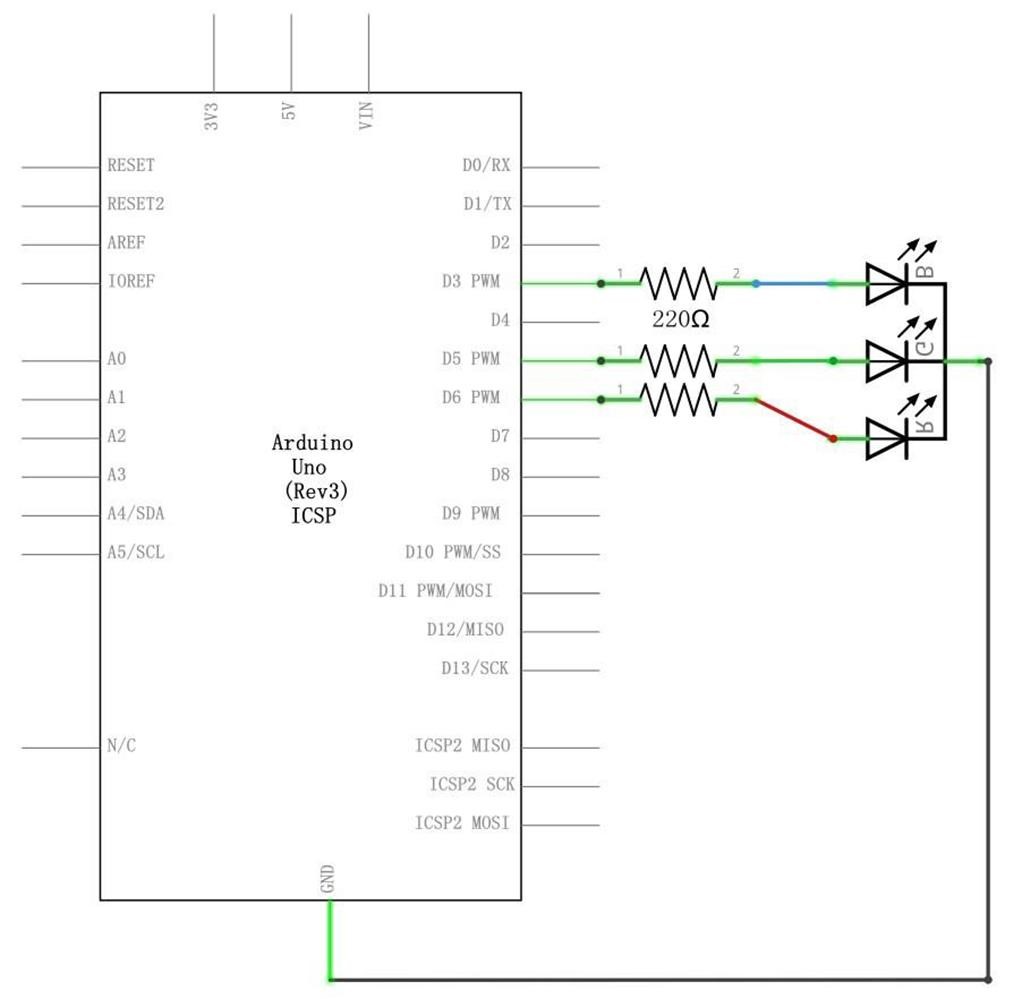 3V3
5V
VIN
RESET
D0/RX
RESET2
D1/TX
AREF
D2
IOREF
D3 PWM
1
2
B
220Ω
D4
A0
D5 PWM
1
2
G
A1
D6 PWM
1
2
R
A2
D7
Arduino
Uno
(Rev3)
ICSP
A3
D8
A4/SDA
D9 PWM
A5/SCL
D10 PWM/SS
D11 PWM/MOSI
D12/MISO
D13/SCK
N/C
ICSP2 MISO
ICSP2 SCK
ICSP2 MOSI
GND